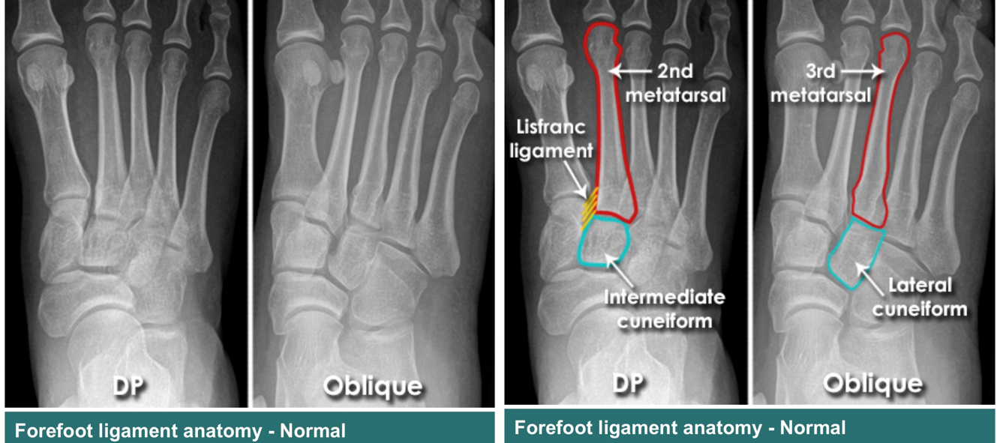 DP
Oblique
Forefoot ligament anatomy - Normal
2nd
metatarsal
Lisfranc
ligament
Intermediate
cuneiform
DP
3rd
metatarsal
Lateral
cuneiform
Oblique
Forefoot ligament anatomy - Normal